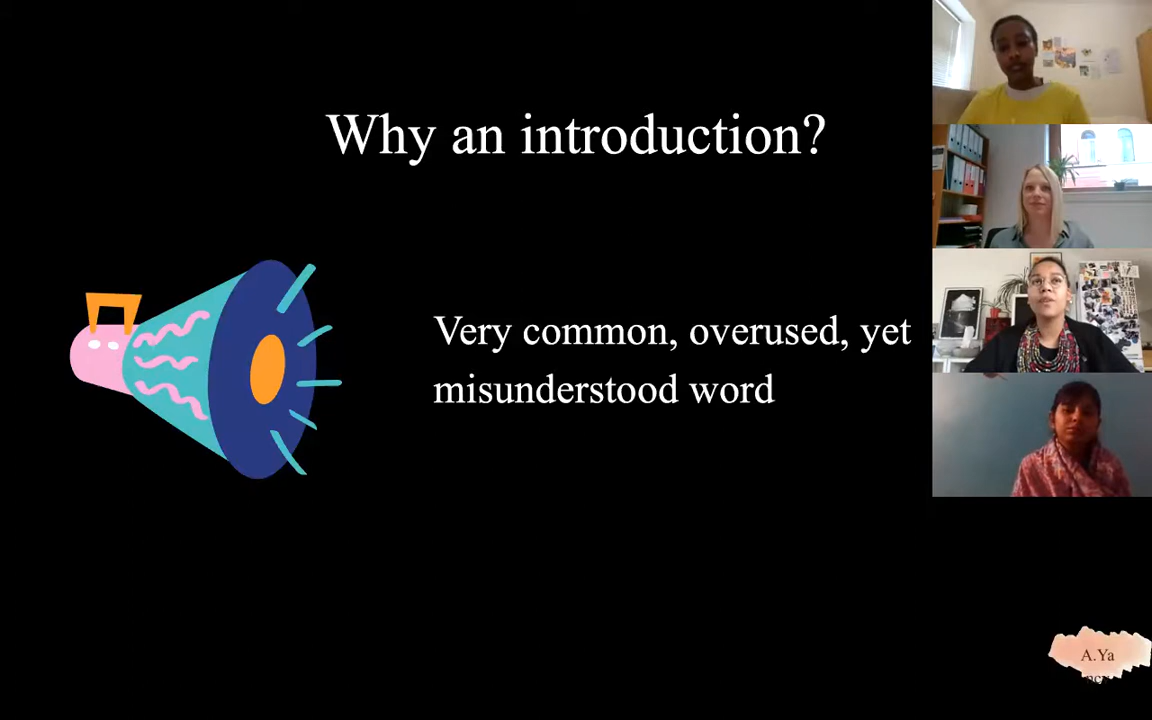 Why an introduction?
Very common, overused, yet
misunderstood word
A.Ya